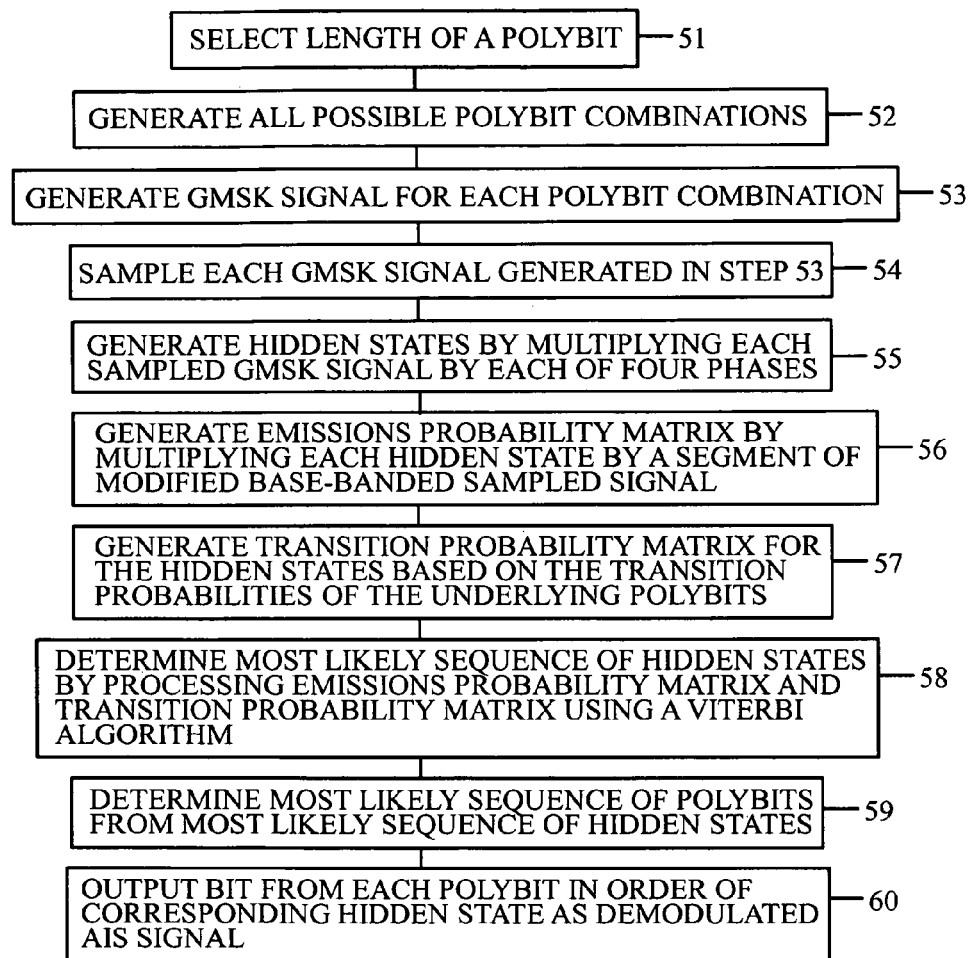 SELECT LENGTH OF A POLYBIT 51
GENERATE ALL POSSIBLE POLYBIT COMBINATIONS 52
GENERATE GMSK SIGNAL FOR EACH POLYBIT COMBINATION 53
SAMPLE EACH GMSK SIGNAL GENERATED IN STEP 53 54
GENERATE HIDDEN STATES BY MULTIPLYING EACH
SAMPLED GMSK SIGNAL BY EACH OF FOUR PHASES 55
GENERATE EMISSIONS PROBABILITY MATRIX BY
MULTIPLYING EACH HIDDEN STATE BY A SEGMENT OF 56
MODIFIED BASE-BANDED SAMPLED SIGNAL
GENERATE TRANSITION PROBABILITY MATRIX FOR
THE HIDDEN STATES BASED ON THE TRANSITION 57
PROBABILITIES OF THE UNDERLYING POLYBITS
DETERMINE MOST LIKELY SEQUENCE OF HIDDEN STATES
BY PROCESSING EMISSIONS PROBABILITY MATRIX AND 58
TRANSITION PROBABILITY MATRIX USING A VITERBI
ALGORITHM
DETERMINE MOST LIKELY SEQUENCE OF POLYBITS 59
FROM MOST LIKELY SEQUENCE OF HIDDEN STATES
OUTPUT BIT FROM EACH POLYBIT IN ORDER OF 60
CORRESPONDING HIDDEN STATE AS DEMODULATED
AIS SIGNAL